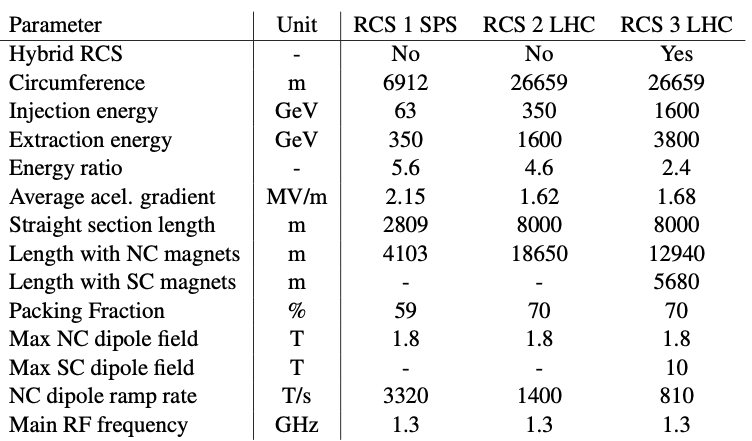 Parameter Unit RCS 1 SPS RCS 2 LHC RCS 3 LHC
Hybrid RCS - No No Yes
Circumference m 6912 26659 26659
Injection energy GeV 63 350 1600
Extraction energy GeV 350 1600 3800
Energy ratio - 5.6 4.6 2.4
Average acel. gradient MV/m 2.15 1.62 1.68
Straight section length m 2809 8000 8000
Length with NC magnets m 4103 18650 12940
Length with SC magnets m - - 5680
Packing Fraction % 59 70 70
Max NC dipole field T 1.8 1.8 1.8
Max SC dipole field T - - 10
NC dipole ramp rate T/s 3320 1400 810
Main RF frequency GHz 1.3 1.3 1.3